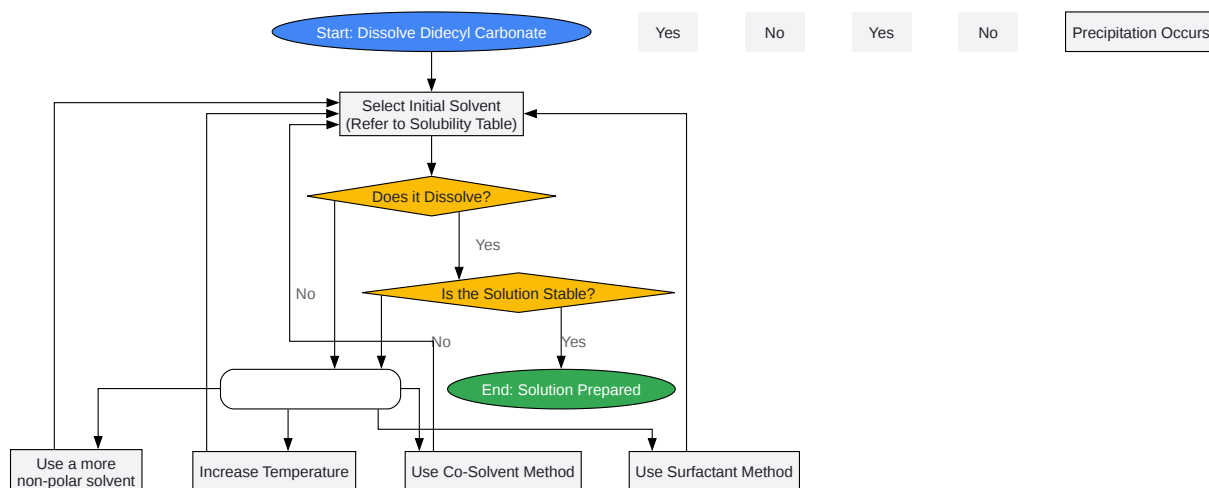 Start: Dissolve Didecyl Carbonate
Yes
No
Yes
No
Precipitation Occurs
Select Initial Solvent
(Refer to Solubility Table)
Does it Dissolve?
Yes
Is the Solution Stable?
No
No
Yes
End: Solution Prepared
Use a more
non-polar solvent
Increase Temperature
Use Co-Solvent Method
Use Surfactant Method